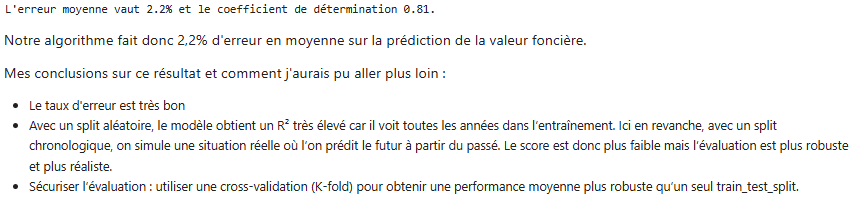 L'erreur moyenne vaut 2.2% et le coefficient de détermination 0.81.
Notre algorithme fait donc 2,2% d'erreur en moyenne sur la prédiction de la valeur foncière.
Mes conclusions sur ce résultat et comment j'aurais pu aller plus loin :
• Le taux d'erreur est très bon
• Avec un split aléatoire, le modèle obtient un R² très élevé car il voit toutes les années dans l’entraînement. Ici en revanche, avec un split
chronologique, on simule une situation réelle où l’on prédit le futur à partir du passé. Le score est donc plus faible mais l’évaluation est plus robuste
et plus réaliste.
• Sécuriser l’évaluation : utiliser une cross-validation (K-fold) pour obtenir une performance moyenne plus robuste qu’un seul train_test_split.